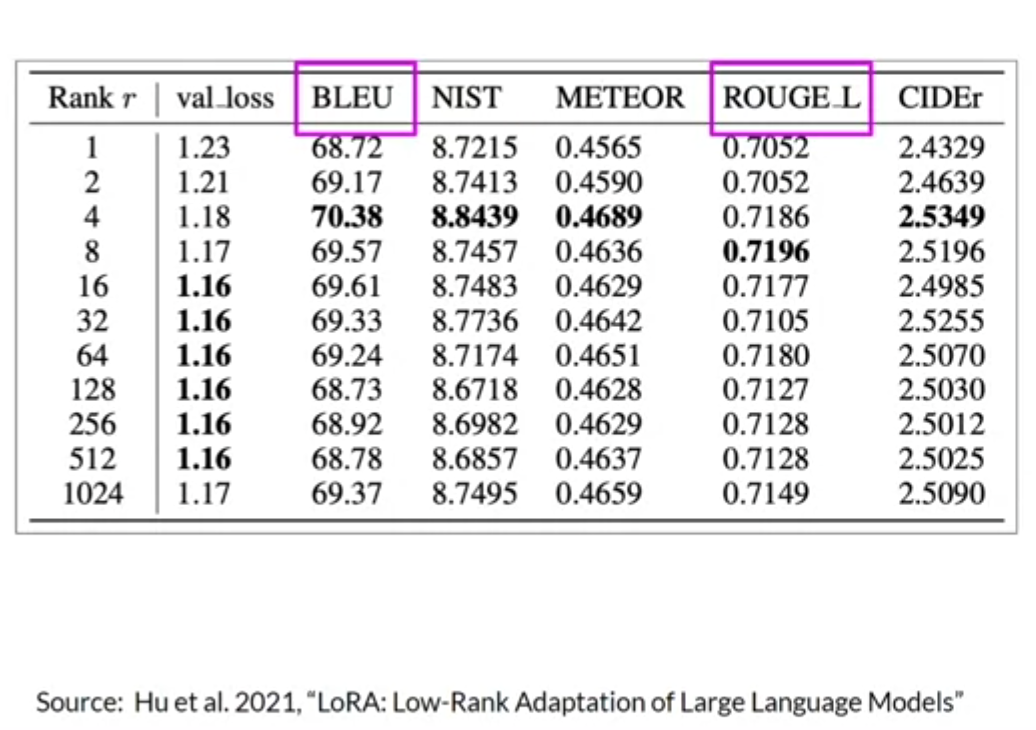 Rank r val_loss BLEU NIST METEOR ROUGE_L CIDEr
1 1.23 68.72 8.7215 0.4565 0.7052 2.4329
2 1.21 69.17 8.7413 0.4590 0.7052 2.4639
4 1.18 70.38 8.8439 0.4689 0.7186 2.5349
8 1.17 69.57 8.7457 0.4636 0.7196 2.5196
16 1.16 69.61 8.7483 0.4629 0.7177 2.4985
32 1.16 69.33 8.7736 0.4642 0.7105 2.5255
64 1.16 69.24 8.7174 0.4651 0.7180 2.5070
128 1.16 68.73 8.6718 0.4628 0.7127 2.5030
256 1.16 68.92 8.6982 0.4629 0.7128 2.5012
512 1.16 68.78 8.6857 0.4637 0.7128 2.5025
1024 1.17 69.37 8.7495 0.4659 0.7149 2.5090
Source: Hu et al. 2021, “LoRA: Low-Rank Adaptation of Large Language Models”